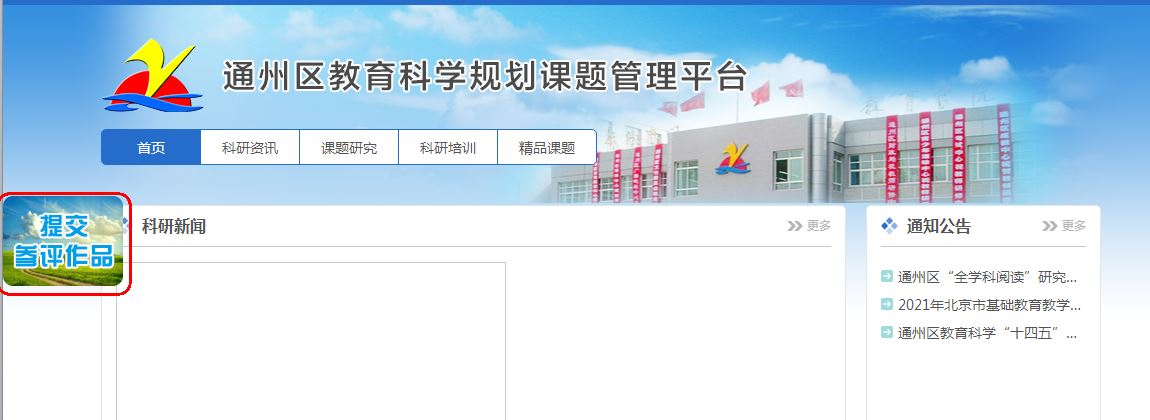 通州区教育科学规划课题管理平台
首页
科研资讯
课题研究
科研培训
精品课题
提交
参评作品
科研新闻
更多
通知公告
更多
通州区“全学科阅读”研究...
2021年北京市基础教育教学...
通州区教育科学“十四五”...